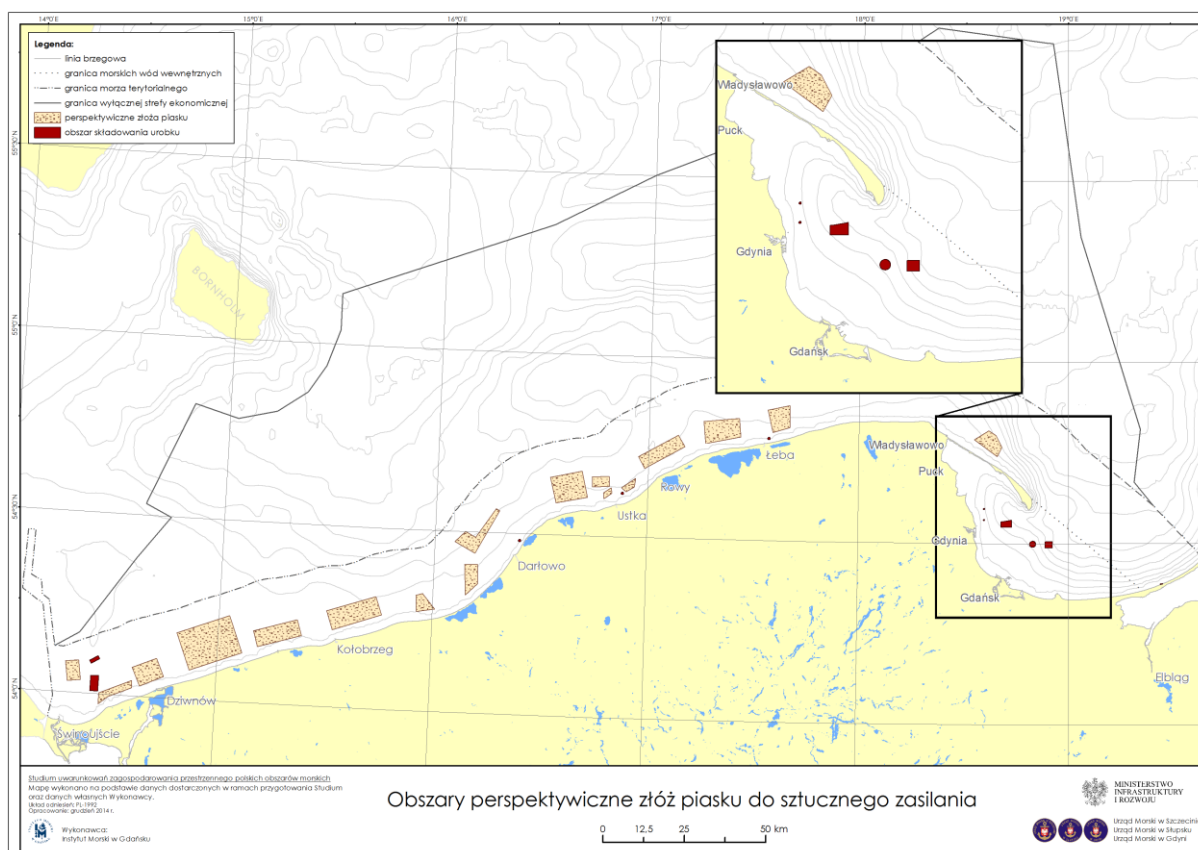 14°0'E 15°0'E 16°0'E 17°0'E 18°0'E 19°0'E
Legenda:
linia brzegowa
granica morskich wód wewnętrznych
granica morza terytorialnego
granica wyłącznej strefy ekonomicznej
perspektywiczne złoża piasku
obszar składowania urobku
Władysławowo
Puck
Gdynia
Gdańsk
BORNHOLM
55°0'N
54°0'N
Władysławowo
Puck
Łeba
Rowy
Ustka
Gdynia
Darłowo
Gdańsk
Kołobrzeg
Elbląg
Dziwnów
Świnoujście
Studium uwarunkowań zagospodarowania przestrzennego polskich obszarów morskich
Mapę wykonano na podstawie danych dostarczonych w ramach przygotowania Studium
oraz danych własnych Wykonawcy.
Układ odniesień: PL-1992
Opracowanie: grudzień 2014 r.
Wykonawca:
Instytut Morski w Gdańsku
Obszary perspektywiczne złóż piasku do sztucznego zasilania
0 12,5 25 50 km
MINISTERSTWO
INFRASTRUKTURY
I ROZWOJU
Urząd Morski w Szczecinie
Urząd Morski w Słupsku
Urząd Morski w Gdyni